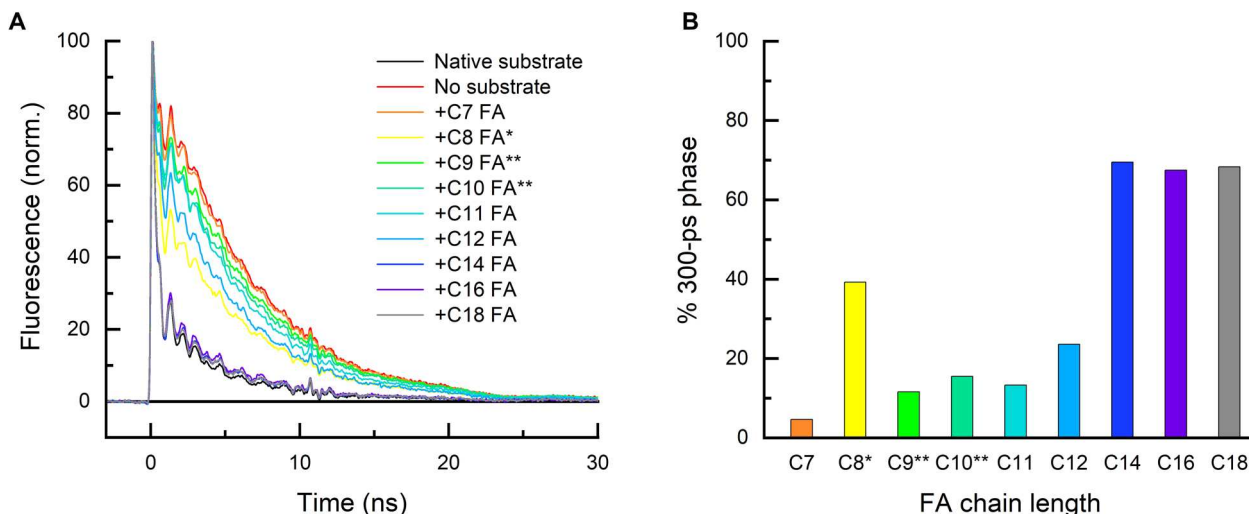 A
Fluorescence (norm.)
100
80
60
40
20
0
0
10
20
30
Time (ns)
Native substrate
No substrate
+C7 FA
+C8 FA*
+C9 FA**
+C10 FA**
+C11 FA
+C12 FA
+C14 FA
+C16 FA
+C18 FA
B
% 300-ps phase
100
80
60
40
20
0
C7
C8*
C9**
C10**
C11
C12
C14
C16
C18
FA chain length